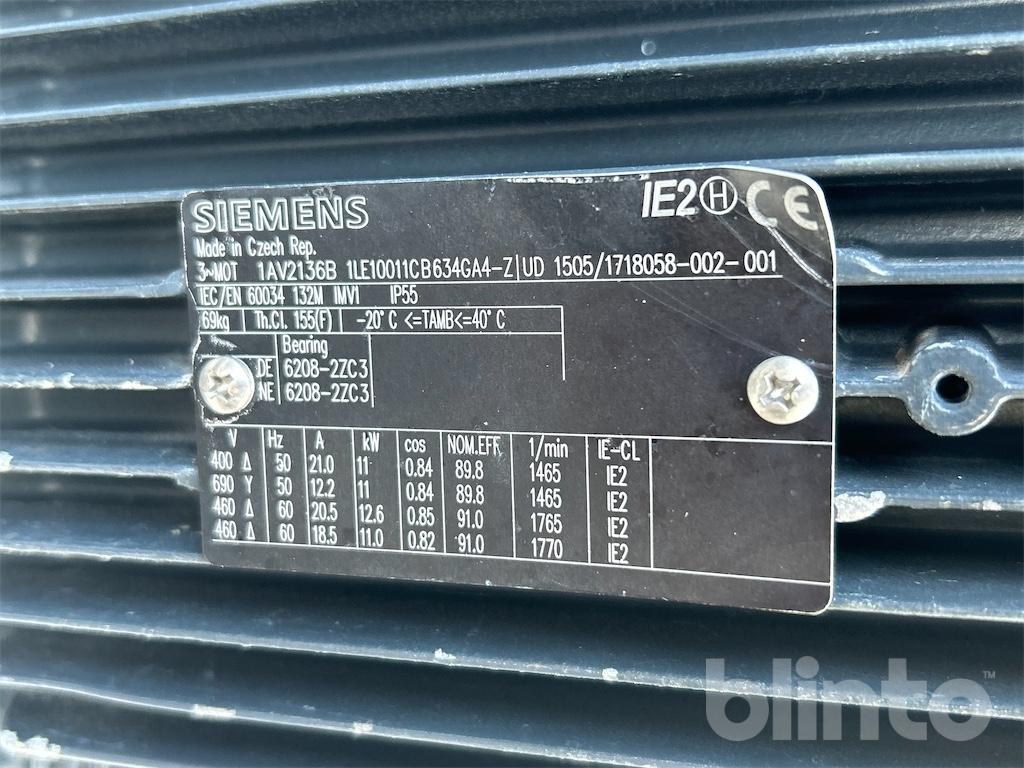 SIEMENS
IE2 H CE
Made in Czech Rep.
3~MOT 1AV2136B 1LE10011CB634GA4-Z UD 1505/1718058-002-001
IEC/EN 60034 132M IMV1 IP55
69kg Th.Cl. 155(F) -20°C <=TAMB<=40°C
Bearing
DE 6208-2ZC3
NE 6208-2ZC3
V Hz A kW cos NOM.EFF 1/min IE-CL
400 Δ 50 21.0 11 0.84 89.8 1465 IE2
690 Y 50 12.2 11 0.84 89.8 1465 IE2
460 Δ 60 20.5 12.6 0.85 91.0 1765 IE2
460 Δ 60 18.5 11.0 0.82 91.0 1770 IE2
blinto™